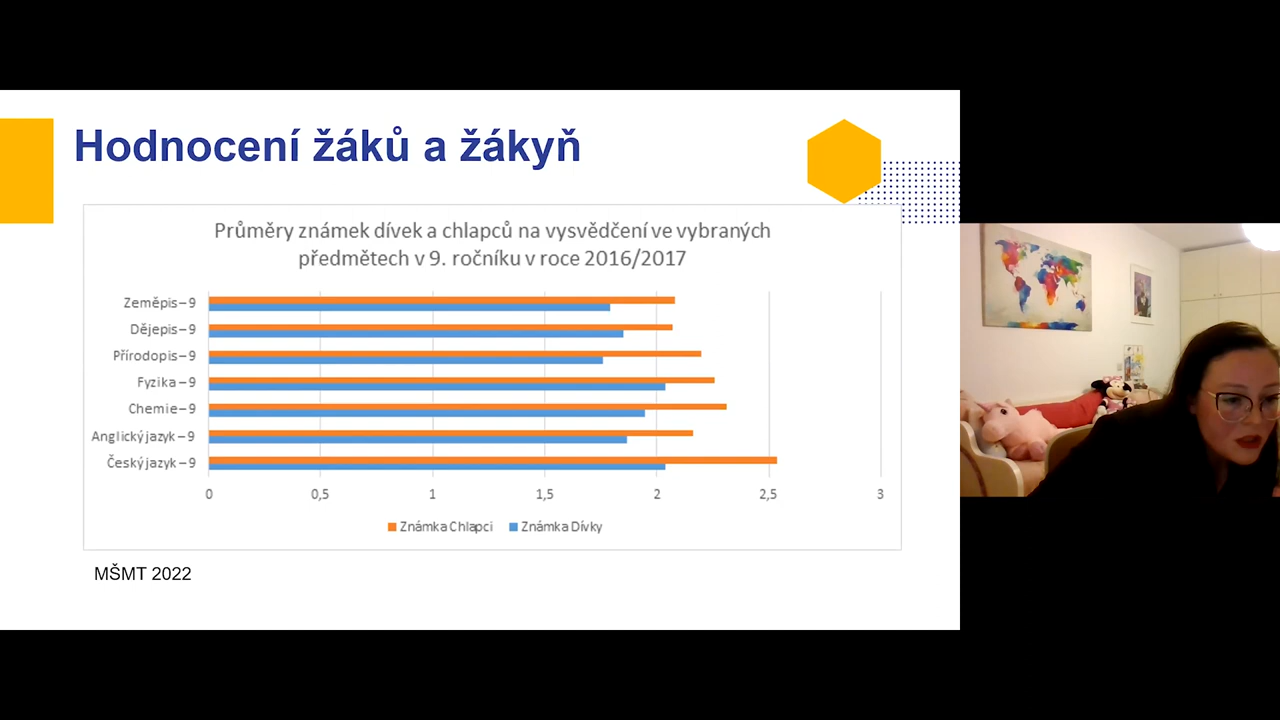 Hodnocení žáků a žákyň
Průměry známek dívek a chlapců na vysvědčení ve vybraných
předmětech v 9. ročníku v roce 2016/2017
Zeměpis – 9
Dějepis – 9
Přírodopis – 9
Fyzika – 9
Chemie – 9
Anglický jazyk – 9
Český jazyk – 9
0 0,5 1 1,5 2 2,5 3
Známka Chlapci Známka Dívky
MŠMT 2022